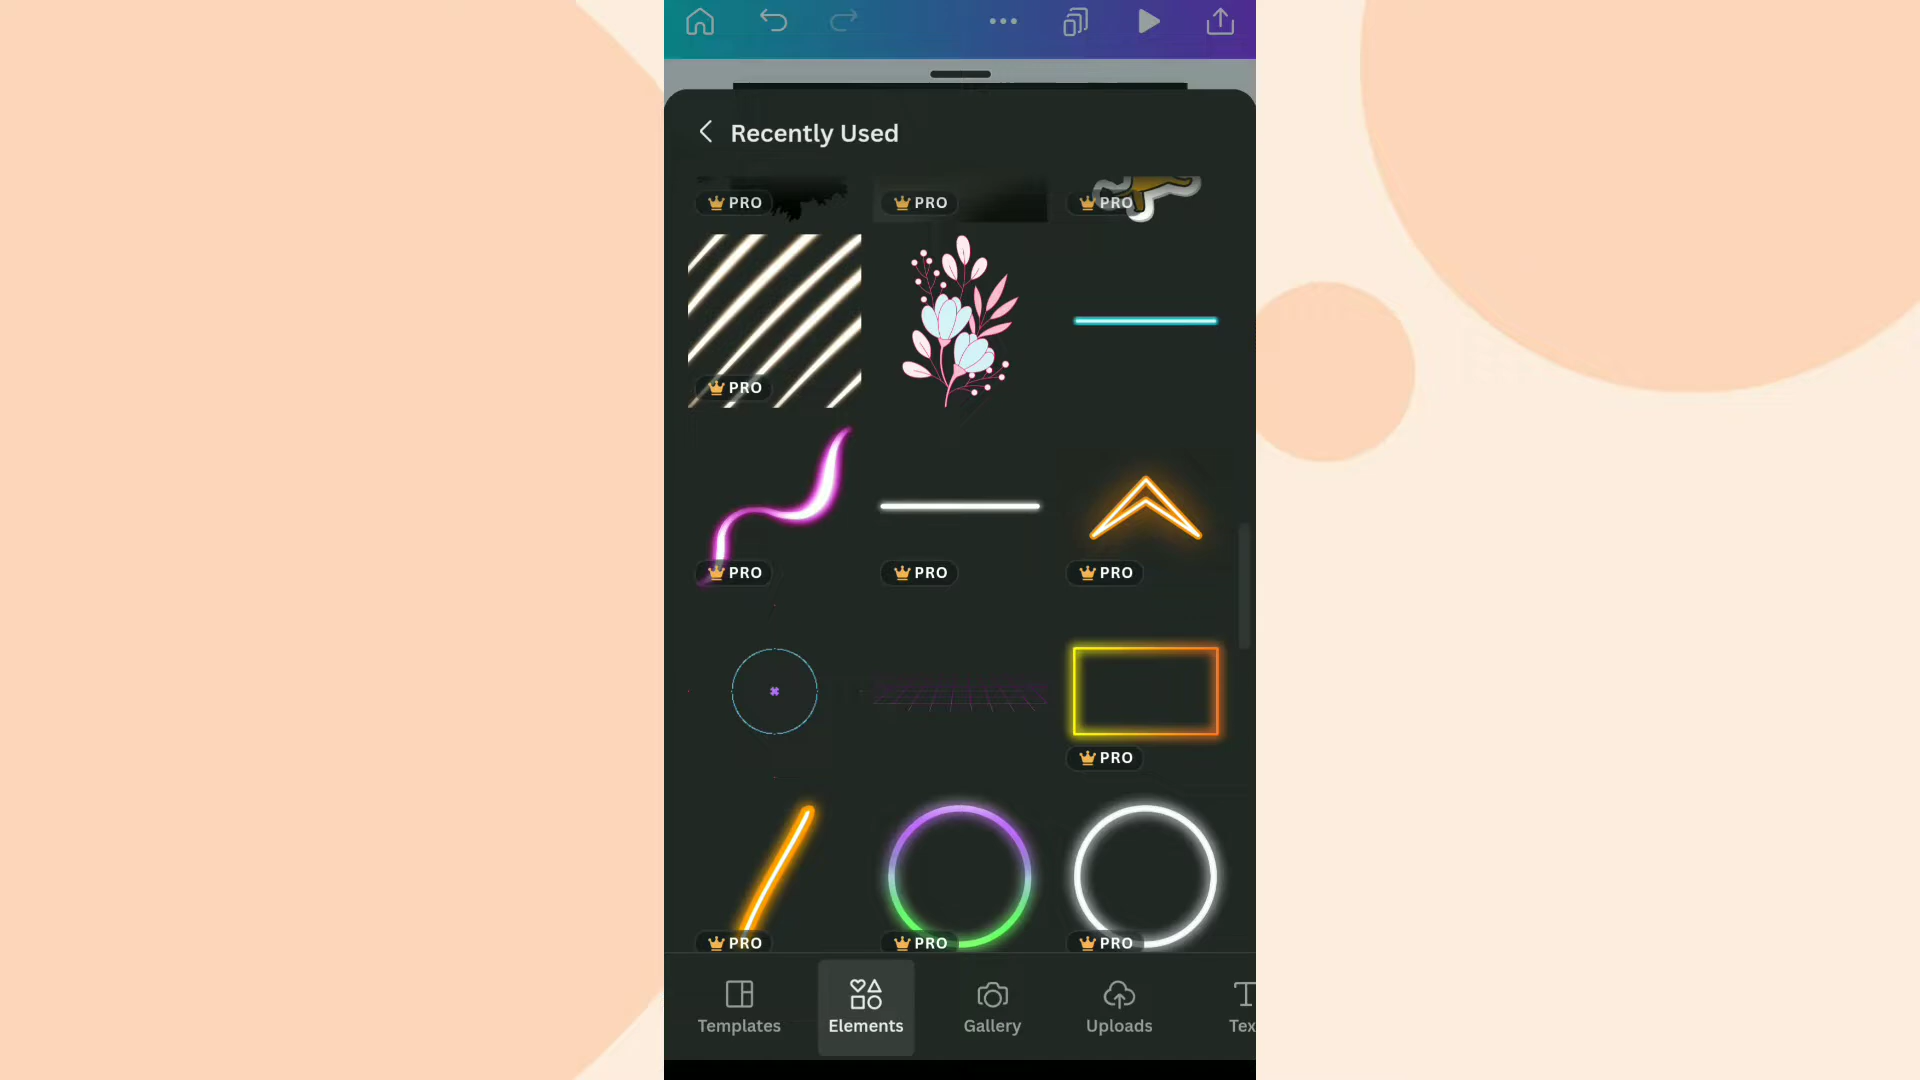 Recently Used
PRO PRO PRO
PRO
PRO PRO PRO
PRO
PRO PRO PRO
Templates Elements Gallery Uploads Tex